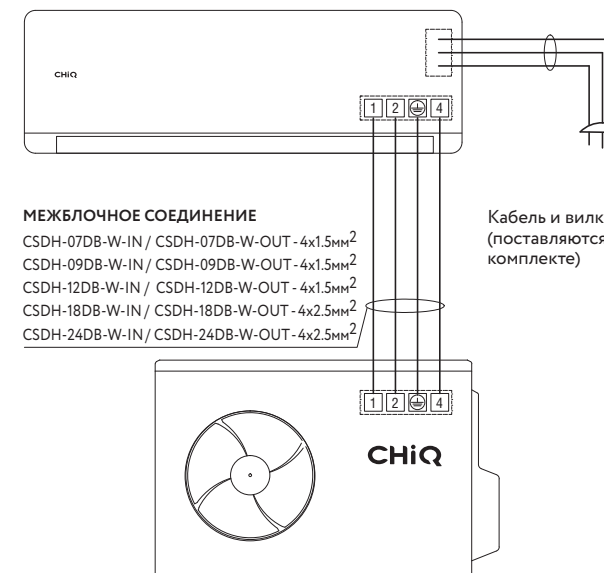 CHiQ
1 2 4
МЕЖБЛОЧНОЕ СОЕДИНЕНИЕ
CSDH-07DB-W-IN / CSDH-07DB-W-OUT - 4x1.5мм²
CSDH-09DB-W-IN / CSDH-09DB-W-OUT - 4x1.5мм²
CSDH-12DB-W-IN / CSDH-12DB-W-OUT - 4x1.5мм²
CSDH-18DB-W-IN / CSDH-18DB-W-OUT - 4x2.5мм²
CSDH-24DB-W-IN / CSDH-24DB-W-OUT - 4x2.5мм²
Кабель и вилк
(поставляются
комплекте)
1 2 4
CHiQ